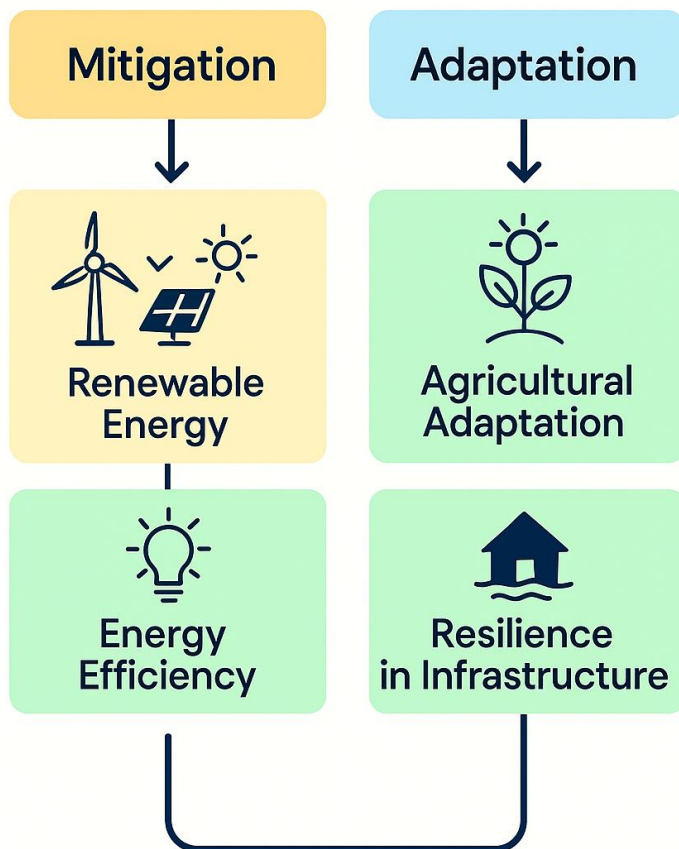 Mitigation
Adaptation
Renewable
Energy
Agricultural
Adaptation
Energy
Efficiency
Resilience
in Infrastructure